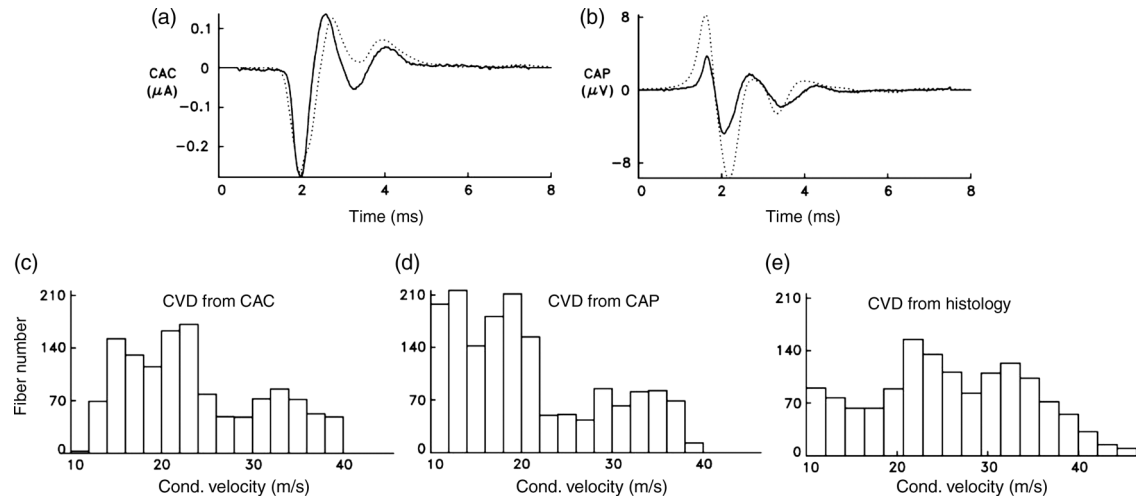 (a)
0.1
0
−0.1
−0.2
CAC
(μA)
0 2 4 6 8
Time (ms)
(b)
8
0
−8
CAP
(μV)
0 2 4 6 8
Time (ms)
(c)
CVD from CAC
210
140
70
0
Fiber number
10 20 30 40
Cond. velocity (m/s)
(d)
CVD from CAP
210
140
70
0
10 20 30 40
Cond. velocity (m/s)
(e)
CVD from histology
210
140
70
0
10 20 30 40
Cond. velocity (m/s)